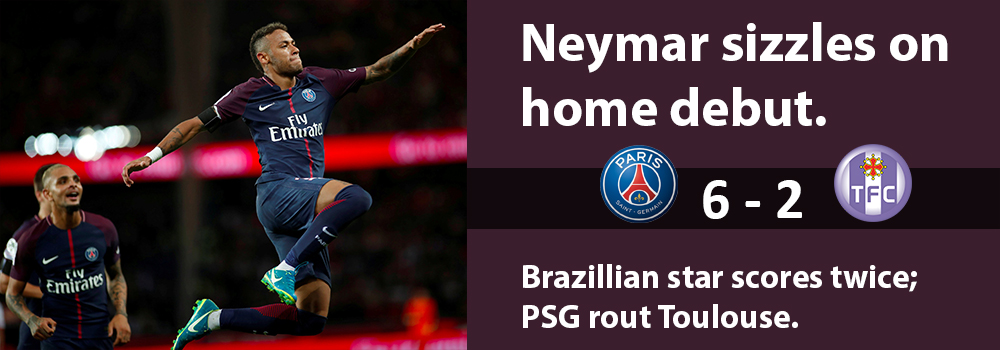 Neymar sizzles on
home debut.
PARIS
SAINT-GERMAIN
6 - 2
TFC
Brazillian star scores twice;
PSG rout Toulouse.
Fly
Emirates
Fly
Emirates